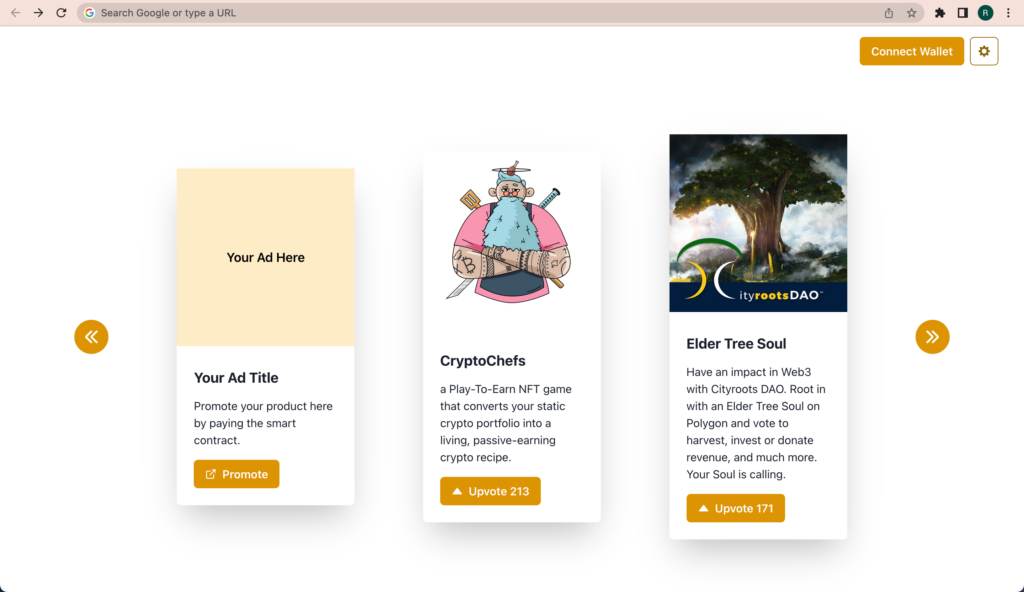 Search Google or type a URL
R
Connect Wallet
Your Ad Here
Your Ad Title
Promote your product here
by paying the smart
contract.
Promote
CryptoChefs
a Play-To-Earn NFT game
that converts your static
crypto portfolio into a
living, passive-earning
crypto recipe.
Upvote 213
ityrootsDAO™
Elder Tree Soul
Have an impact in Web3
with Cityroots DAO. Root in
with an Elder Tree Soul on
Polygon and vote to
harvest, invest or donate
revenue, and much more.
Your Soul is calling.
Upvote 171